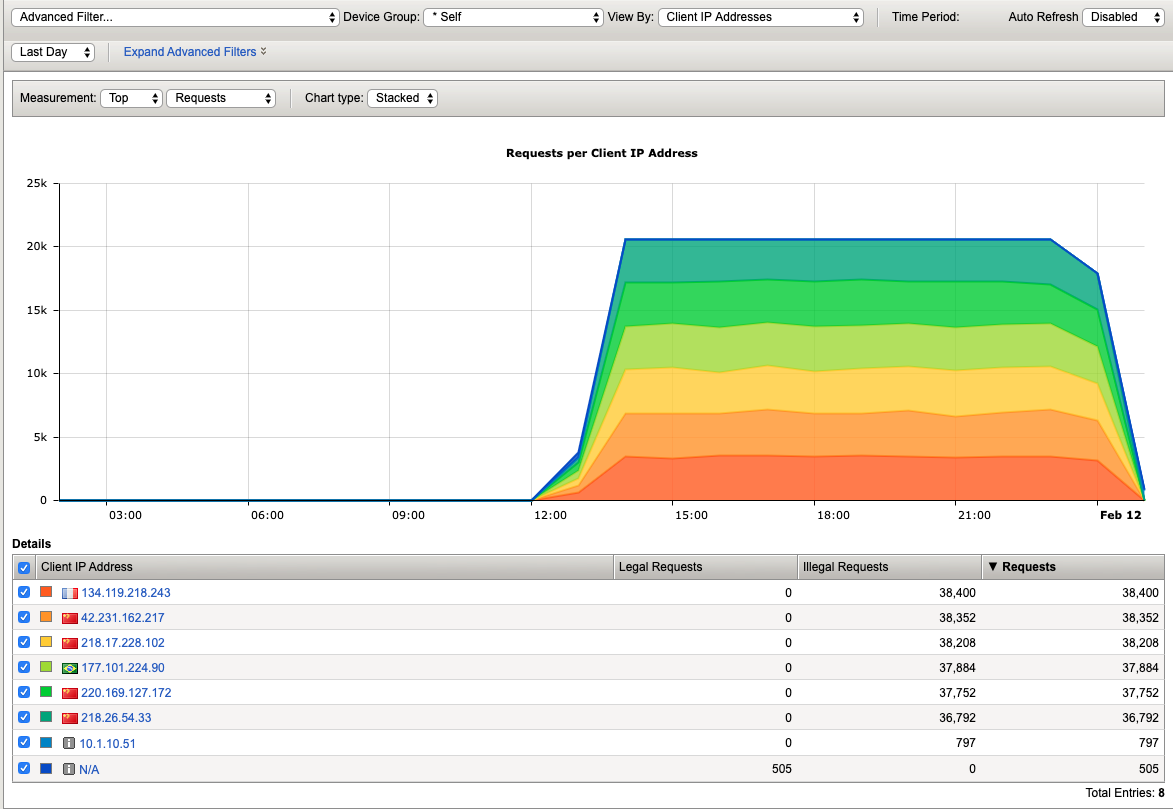 Advanced Filter... Device Group: * Self View By: Client IP Addresses Time Period: Auto Refresh Disabled
Last Day Expand Advanced Filters
Measurement: Top Requests Chart type: Stacked
Requests per Client IP Address
25k
20k
15k
10k
5k
0
03:00 06:00 09:00 12:00 15:00 18:00 21:00 Feb 12
Details
Client IP Address Legal Requests Illegal Requests ▼ Requests
134.119.218.243 0 38,400 38,400
42.231.162.217 0 38,352 38,352
218.17.228.102 0 38,208 38,208
177.101.224.90 0 37,884 37,884
220.169.127.172 0 37,752 37,752
218.26.54.33 0 36,792 36,792
10.1.10.51 0 797 797
N/A 505 0 505
Total Entries: 8